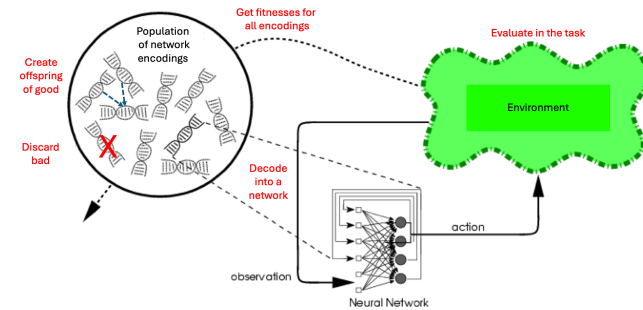 Get fitnesses for
all encodings
Population
of network
encodings
Evaluate in the task
Create
offspring
of good
Environment
X
Discard
bad
Decode
into a
network
action
observation
Neural Network